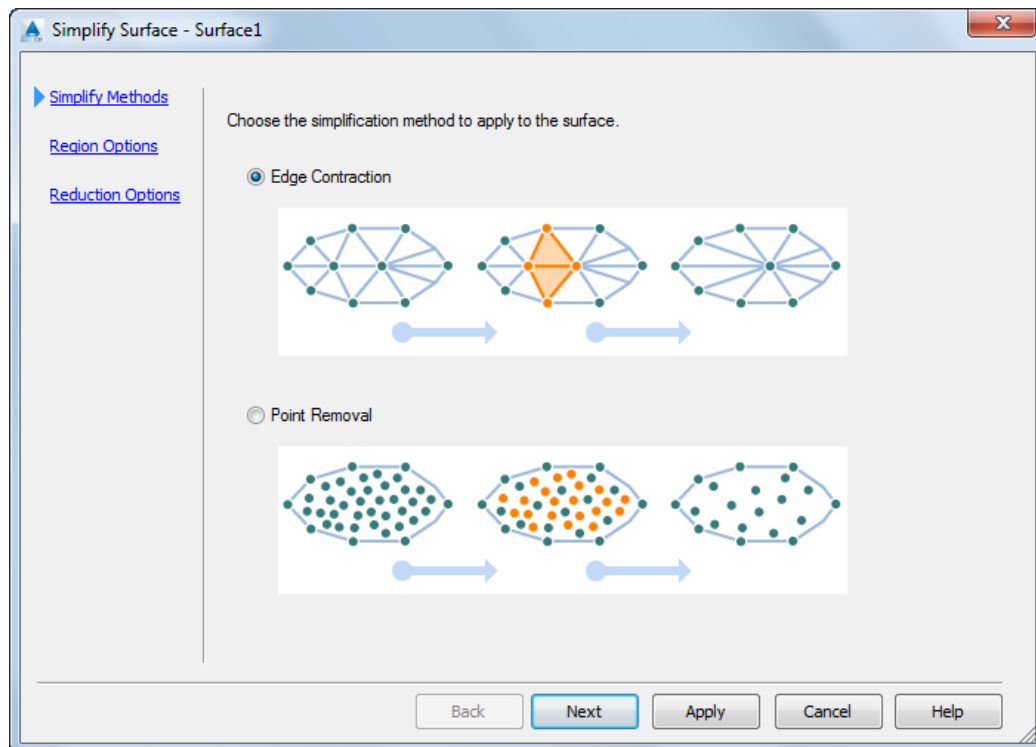 Simplify Surface - Surface1
Simplify Methods
Region Options
Reduction Options
Choose the simplification method to apply to the surface.
Edge Contraction
Point Removal
Back
Next
Apply
Cancel
Help